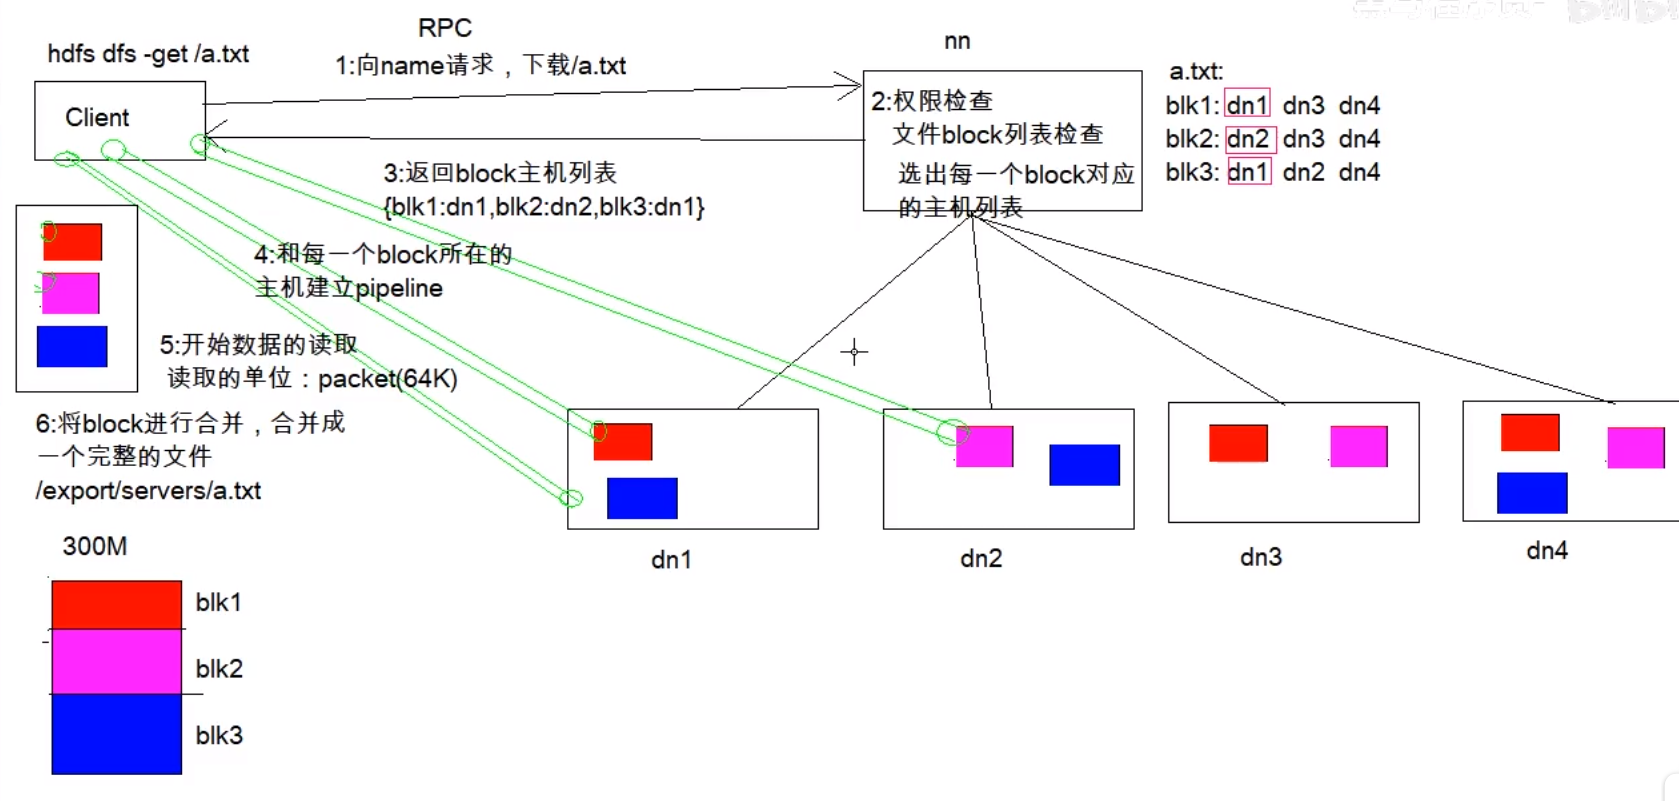 RPC
hdfs dfs -get /a.txt
1:向name请求，下载/a.txt
nn
Client
2:权限检查
文件block列表检查
选出每一个block对应
的主机列表
a.txt:
blk1: dn1 dn3 dn4
blk2: dn2 dn3 dn4
blk3: dn1 dn2 dn4
3:返回block主机列表
{blk1:dn1,blk2:dn2,blk3:dn1}
4:和每一个block所在的
主机建立pipeline
5:开始数据的读取
读取的单位：packet(64K)
6:将block进行合并，合并成
一个完整的文件
/export/servers/a.txt
dn1
dn2
dn3
dn4
300M
blk1
blk2
blk3